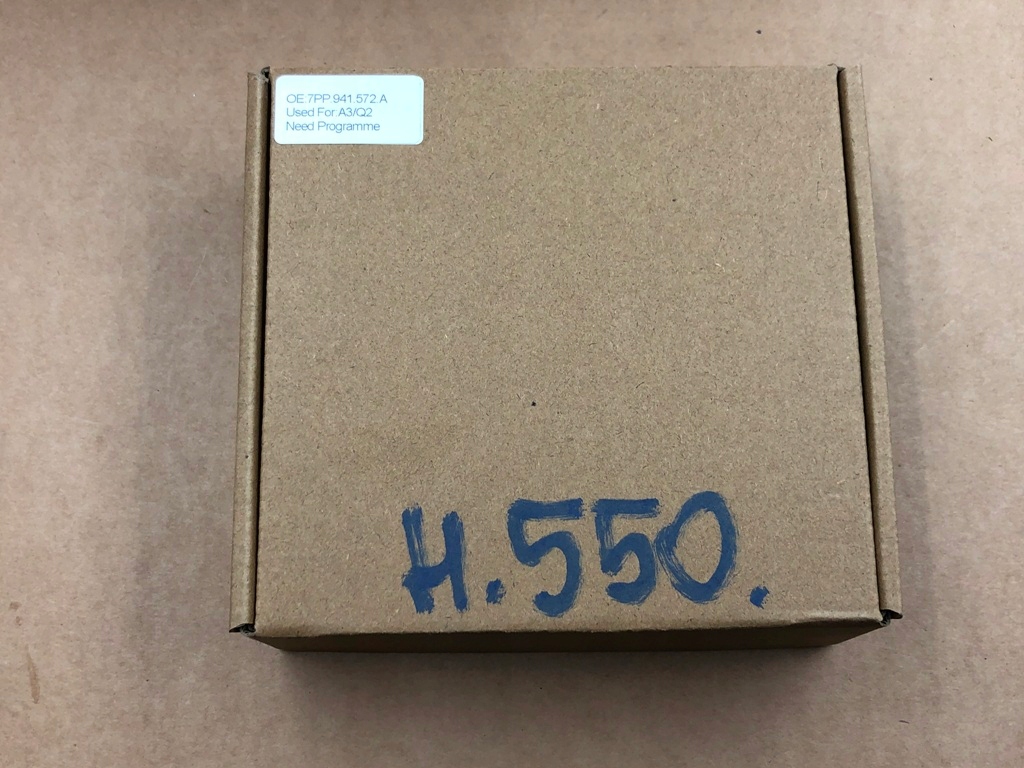 OE.7PP.941.572.A
Used For:A3/Q2
Need Programme
H.550.